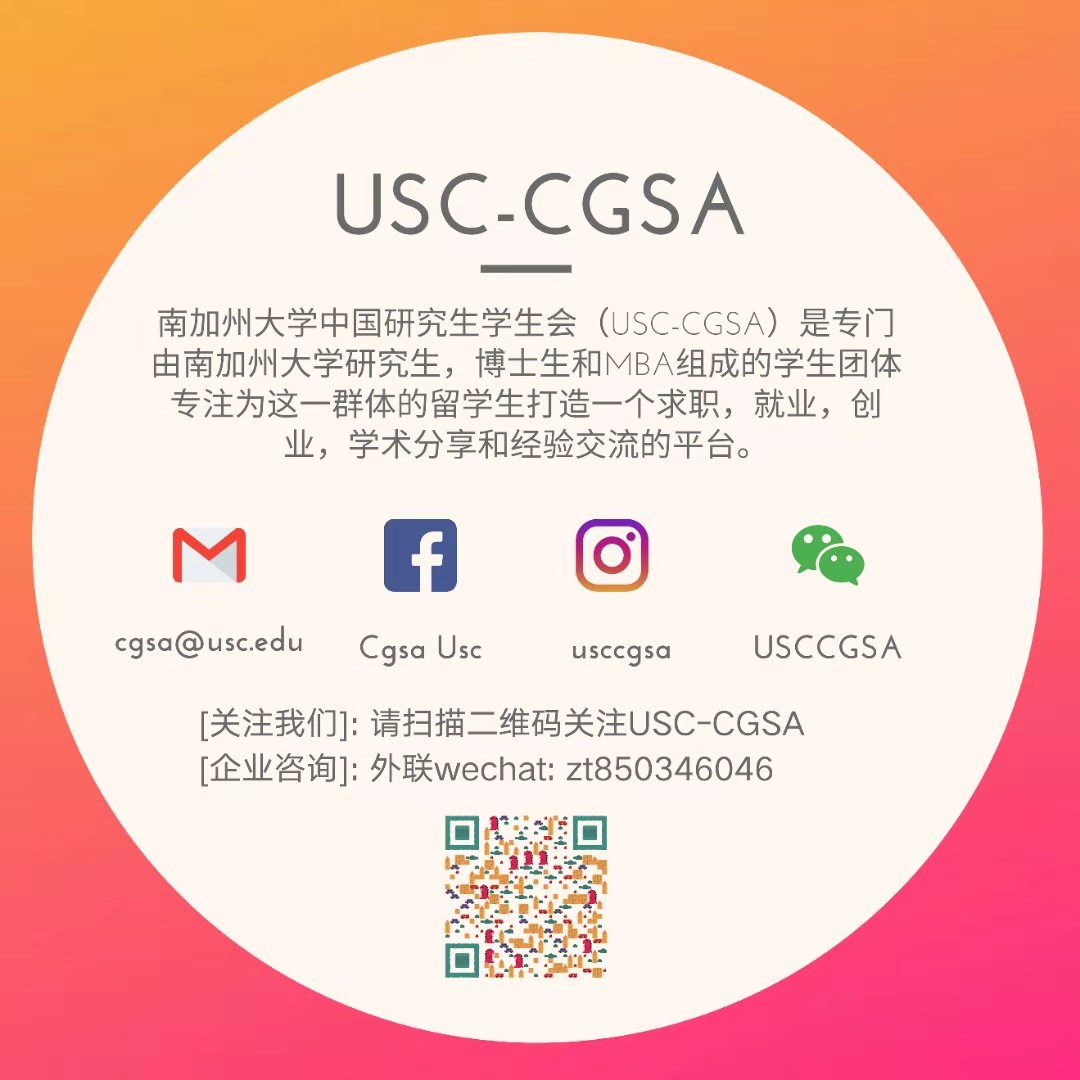 USC-CGSA
南加州大学中国研究生学生会（USC-CGSA）是专门
由南加州大学研究生，博士生和MBA组成的学生团体
专注为这一群体的留学生打造一个求职，就业，创
业，学术分享和经验交流的平台。
cgsa@usc.edu
Cgsa Usc
usccgsa
USCCGSA
[关注我们]: 请扫描二维码关注USC-CGSA
[企业咨询]: 外联wechat: zt850346046